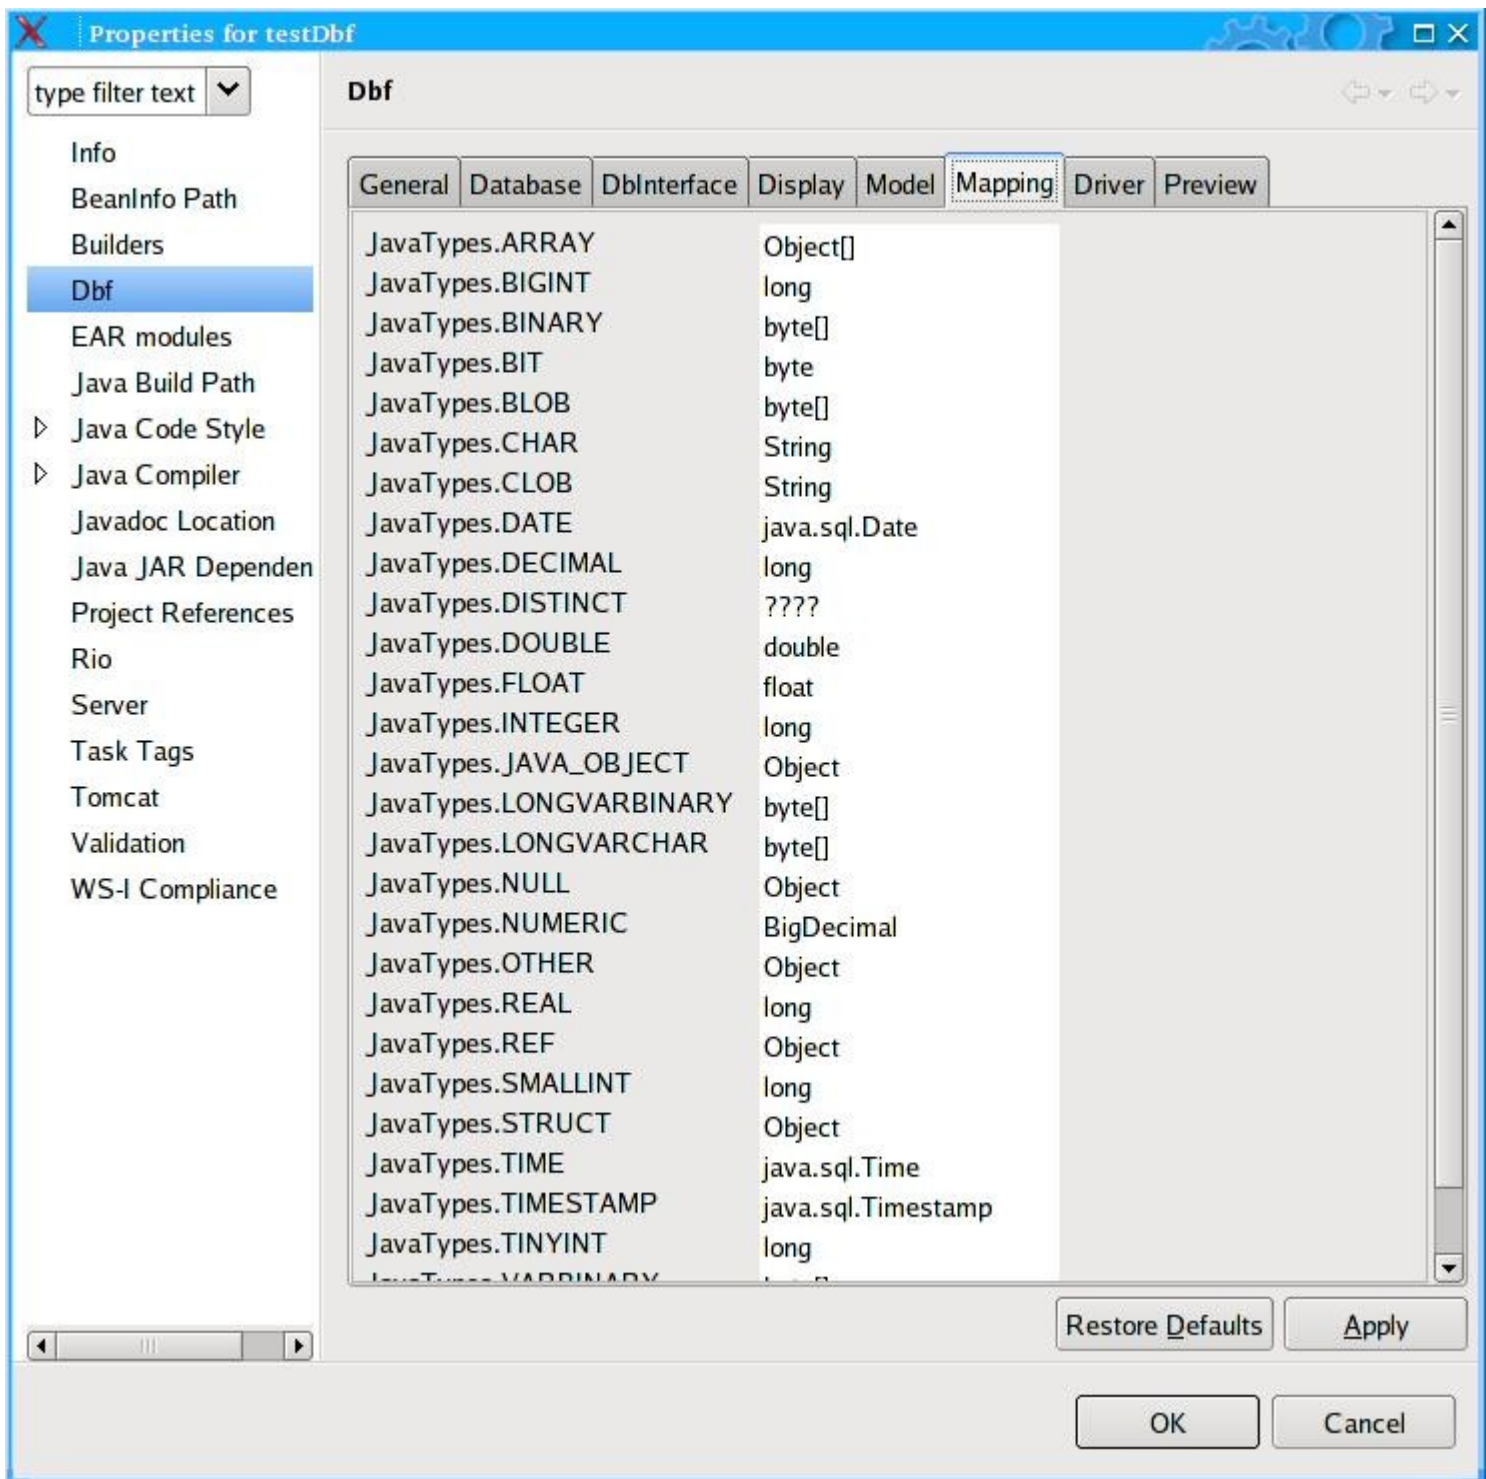 Properties for testDbf
type filter text
Dbf
Info
BeanInfo Path
Builders
Dbf
EAR modules
Java Build Path
Java Code Style
Java Compiler
Javadoc Location
Java JAR Dependen
Project References
Rio
Server
Task Tags
Tomcat
Validation
WS-I Compliance
General Database DbInterface Display Model Mapping Driver Preview
JavaTypes.ARRAY Object[]
JavaTypes.BIGINT long
JavaTypes.BINARY byte[]
JavaTypes.BIT byte
JavaTypes.BLOB byte[]
JavaTypes.CHAR String
JavaTypes.CLOB String
JavaTypes.DATE java.sql.Date
JavaTypes.DECIMAL long
JavaTypes.DISTINCT ????
JavaTypes.DOUBLE double
JavaTypes.FLOAT float
JavaTypes.INTEGER long
JavaTypes.JAVA_OBJECT Object
JavaTypes.LONGVARBINARY byte[]
JavaTypes.LONGVARCHAR byte[]
JavaTypes.NULL Object
JavaTypes.NUMERIC BigDecimal
JavaTypes.OTHER Object
JavaTypes.REAL long
JavaTypes.REF Object
JavaTypes.SMALLINT long
JavaTypes.STRUCT Object
JavaTypes.TIME java.sql.Time
JavaTypes.TIMESTAMP java.sql.Timestamp
JavaTypes.TINYINT long
JavaTypes.VARBINARY byte[]
Restore Defaults Apply
OK Cancel